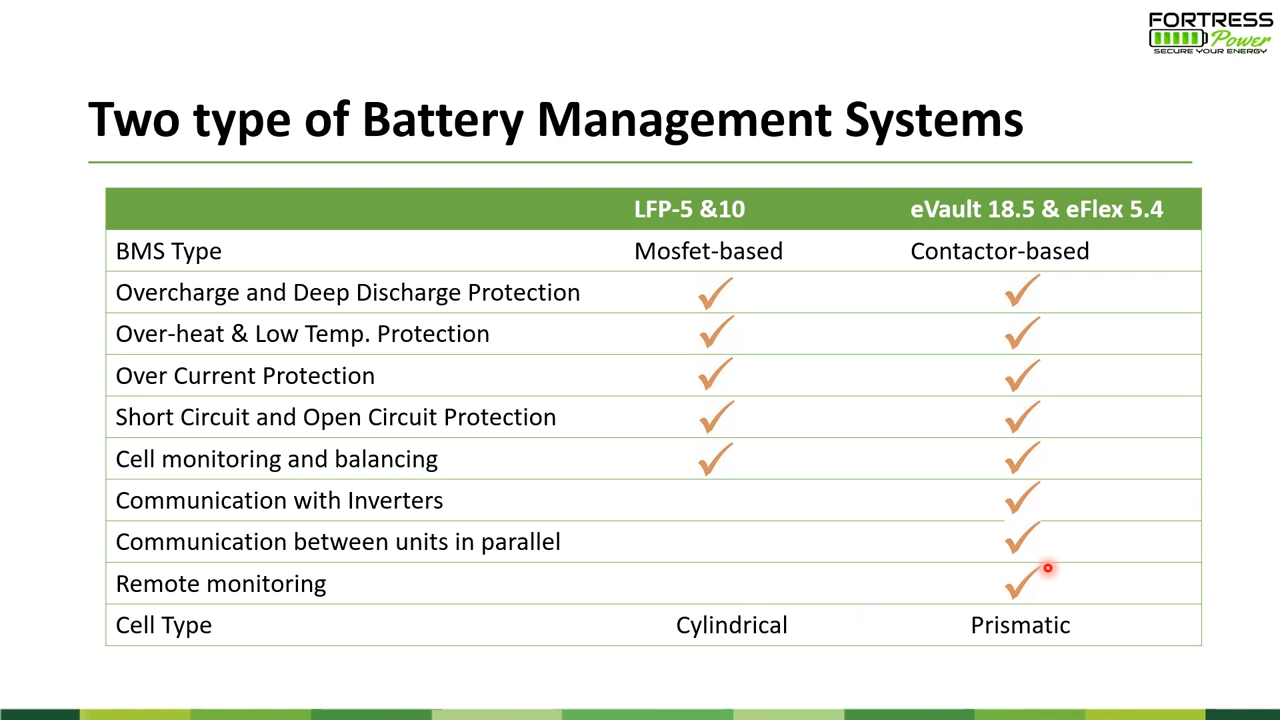 FORTRESS
Power
SECURE YOUR ENERGY
Two type of Battery Management Systems
LFP-5 &10 eVault 18.5 & eFlex 5.4
BMS Type Mosfet-based Contactor-based
Overcharge and Deep Discharge Protection
Over-heat & Low Temp. Protection
Over Current Protection
Short Circuit and Open Circuit Protection
Cell monitoring and balancing
Communication with Inverters
Communication between units in parallel
Remote monitoring
Cell Type Cylindrical Prismatic